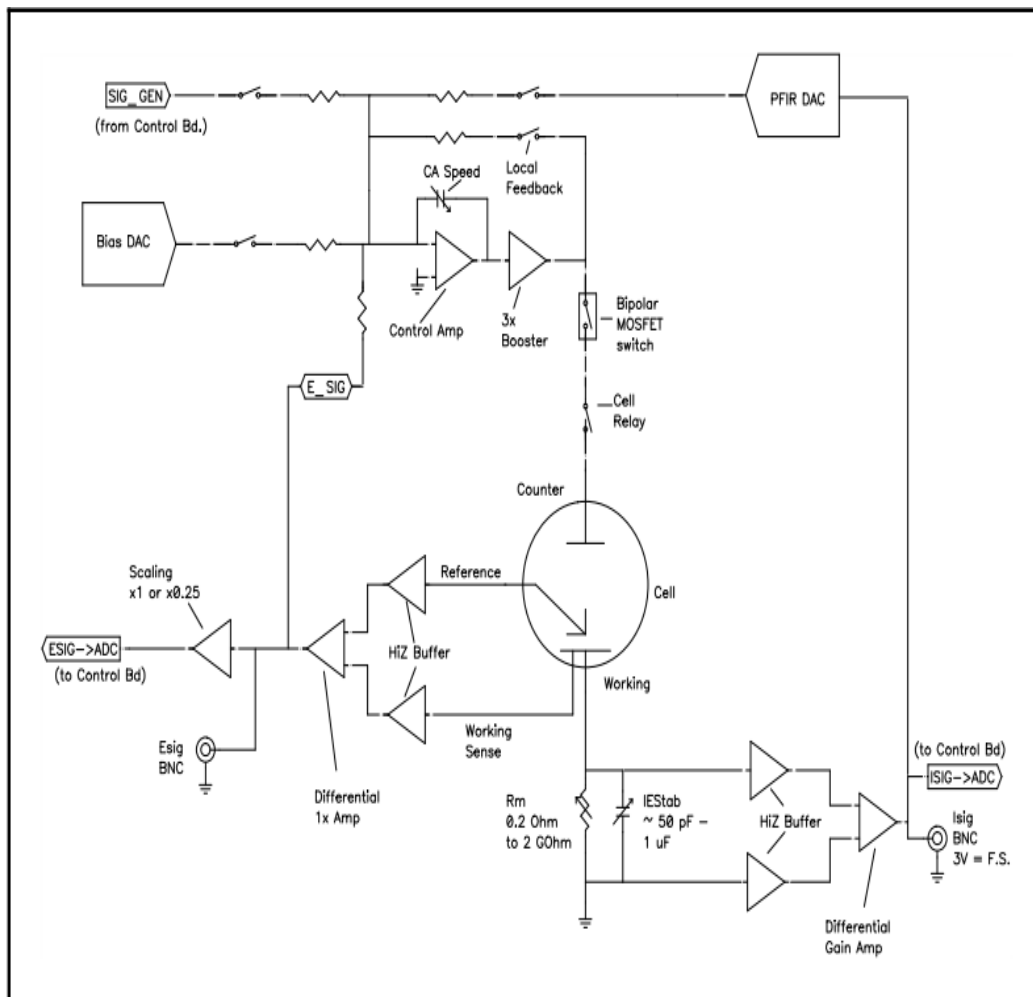 SIG_GEN
(from Control Bd.)
PFIR DAC
Local
Feedback
CA Speed
Bias DAC
Control Amp
3x
Booster
Bipolar
MOSFET
switch
E_SIG
Cell
Relay
Counter
Scaling
x1 or x0.25
Reference
Cell
ESIG->ADC
(to Control Bd)
HiZ Buffer
Working
Working
Sense
Esig
BNC
Differential
1x Amp
(to Control Bd)
ISIG->ADC
Rm
0.2 Ohm
to 2 GOhm
IEStab
~ 50 pF –
1 uF
HiZ Buffer
Isig
BNC
3V = F.S.
Differential
Gain Amp